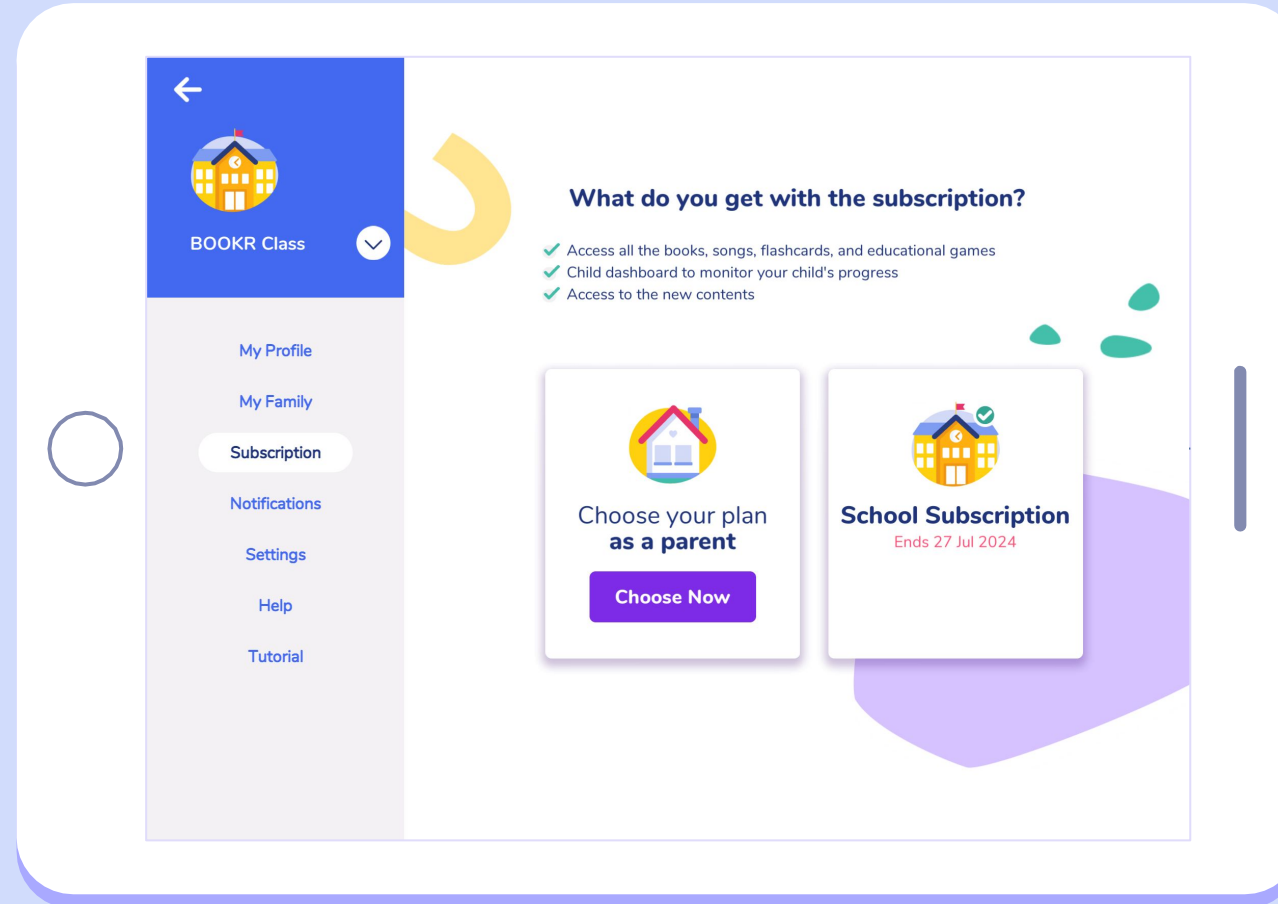 BOOKR Class
My Profile
My Family
Subscription
Notifications
Settings
Help
Tutorial
What do you get with the subscription?
Access all the books, songs, flashcards, and educational games
Child dashboard to monitor your child's progress
Access to the new contents
Choose your plan
as a parent
Choose Now
School Subscription
Ends 27 Jul 2024